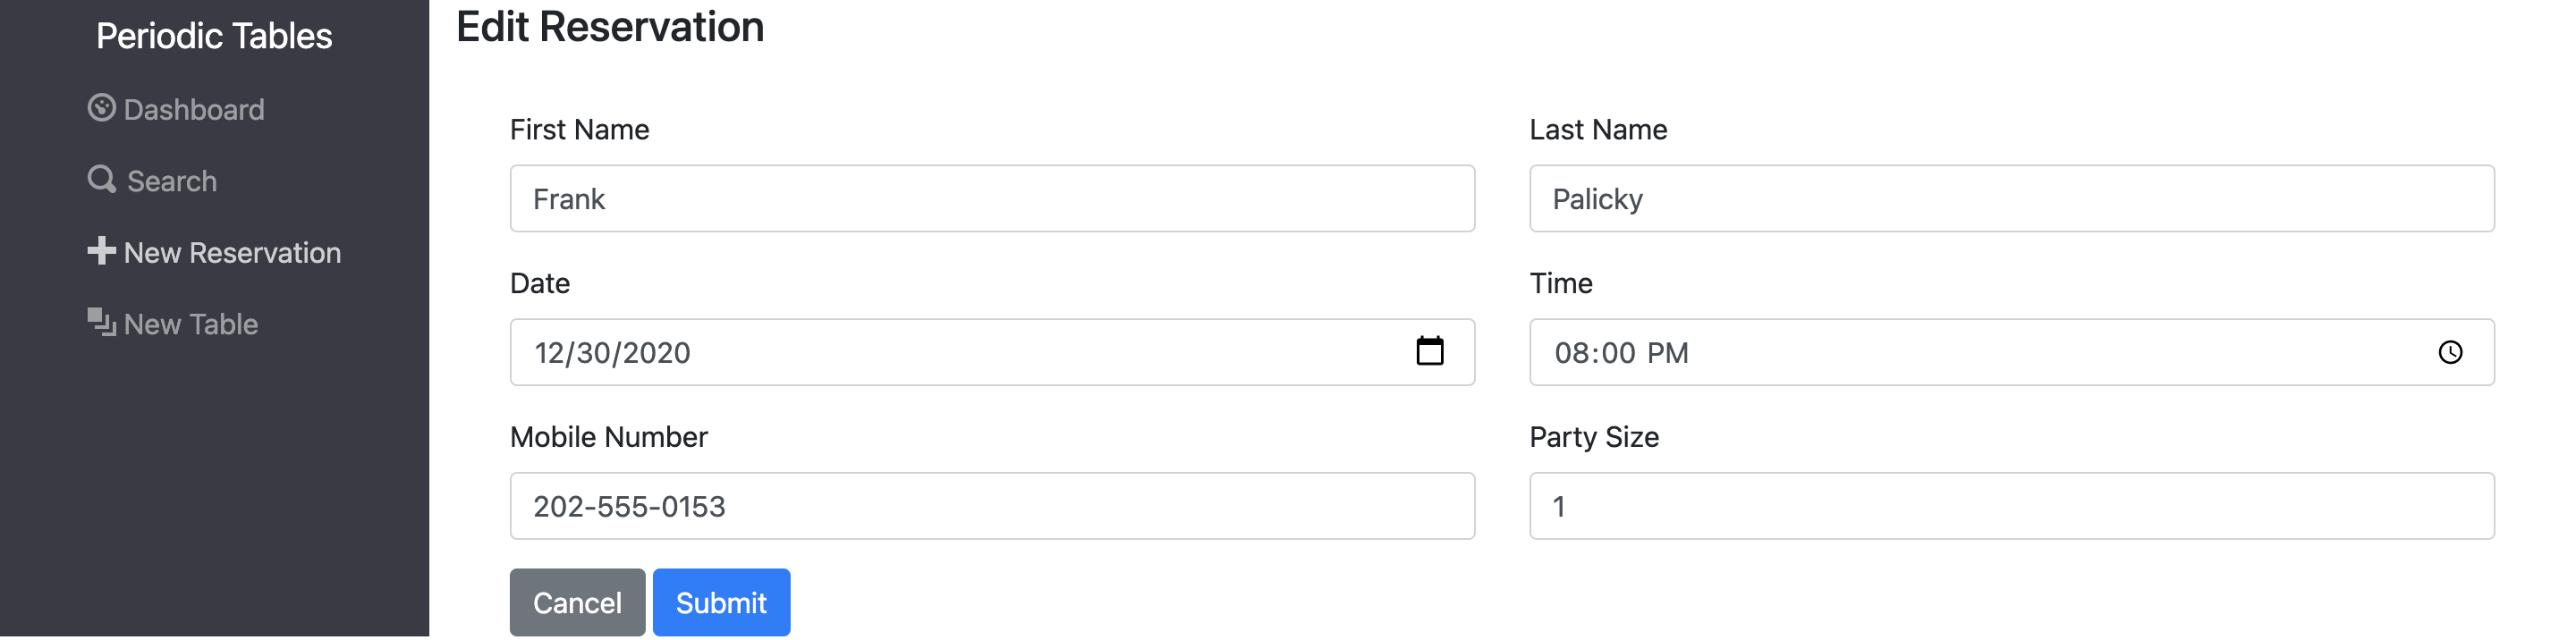 Periodic Tables
Dashboard
Search
New Reservation
New Table
Edit Reservation
First Name
Last Name
Frank
Palicky
Date
Time
12/30/2020
08:00 PM
Mobile Number
Party Size
202-555-0153
1
Cancel
Submit